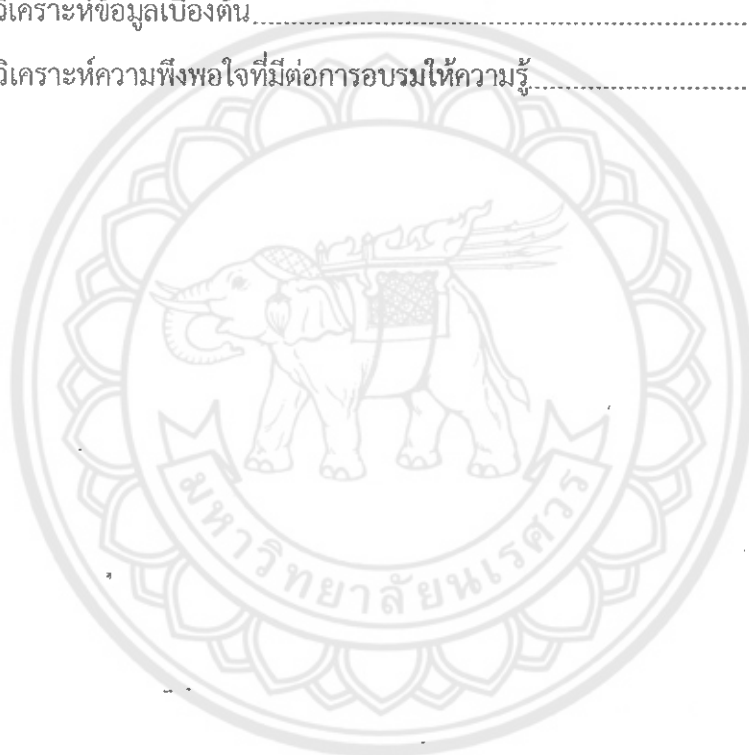 วิเคราะห์ข้อมูลเบื้องต้น
วิเคราะห์ความพึงพอใจที่มีต่อการอบรมให้ความรู้
มหาวิทยาลัยนเรศวร